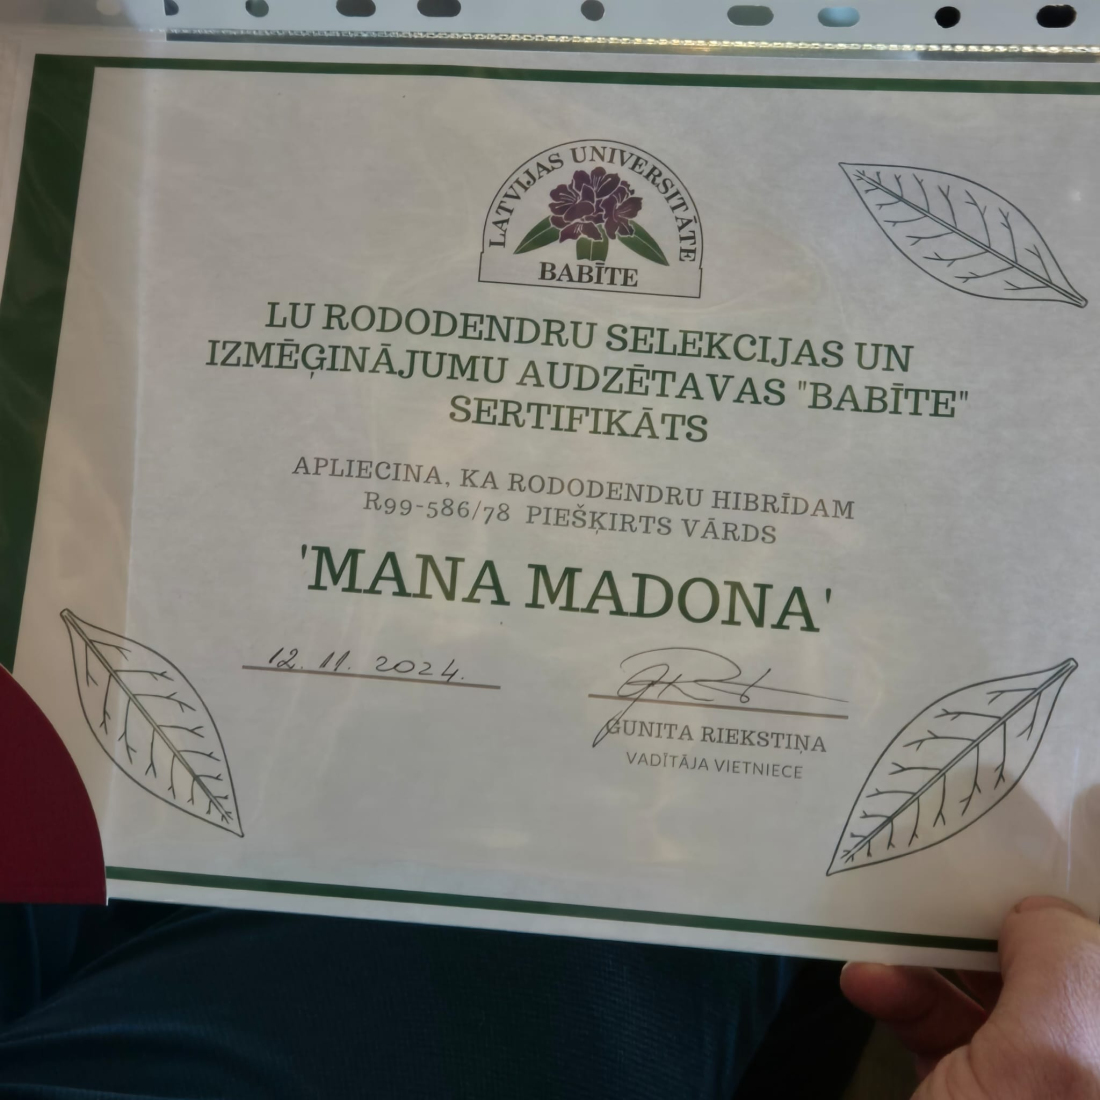 LATVIJAS UNIVERSITĀTE
BABĪTE
LU RODODENDRU SELEKCIJAS UN
IZMĒĢINĀJUMU AUDZĒTAVAS "BABĪTE"
SERTIFIKĀTS
APLIECINA, KA RODODENDRU HIBRĪDAM
R99-586/78 PIEŠĶIRTS VĀRDS
'MANA MADONA'
12. 11. 2024.
GUNITA RIEKSTIŅA
VADĪTĀJA VIETNIECE